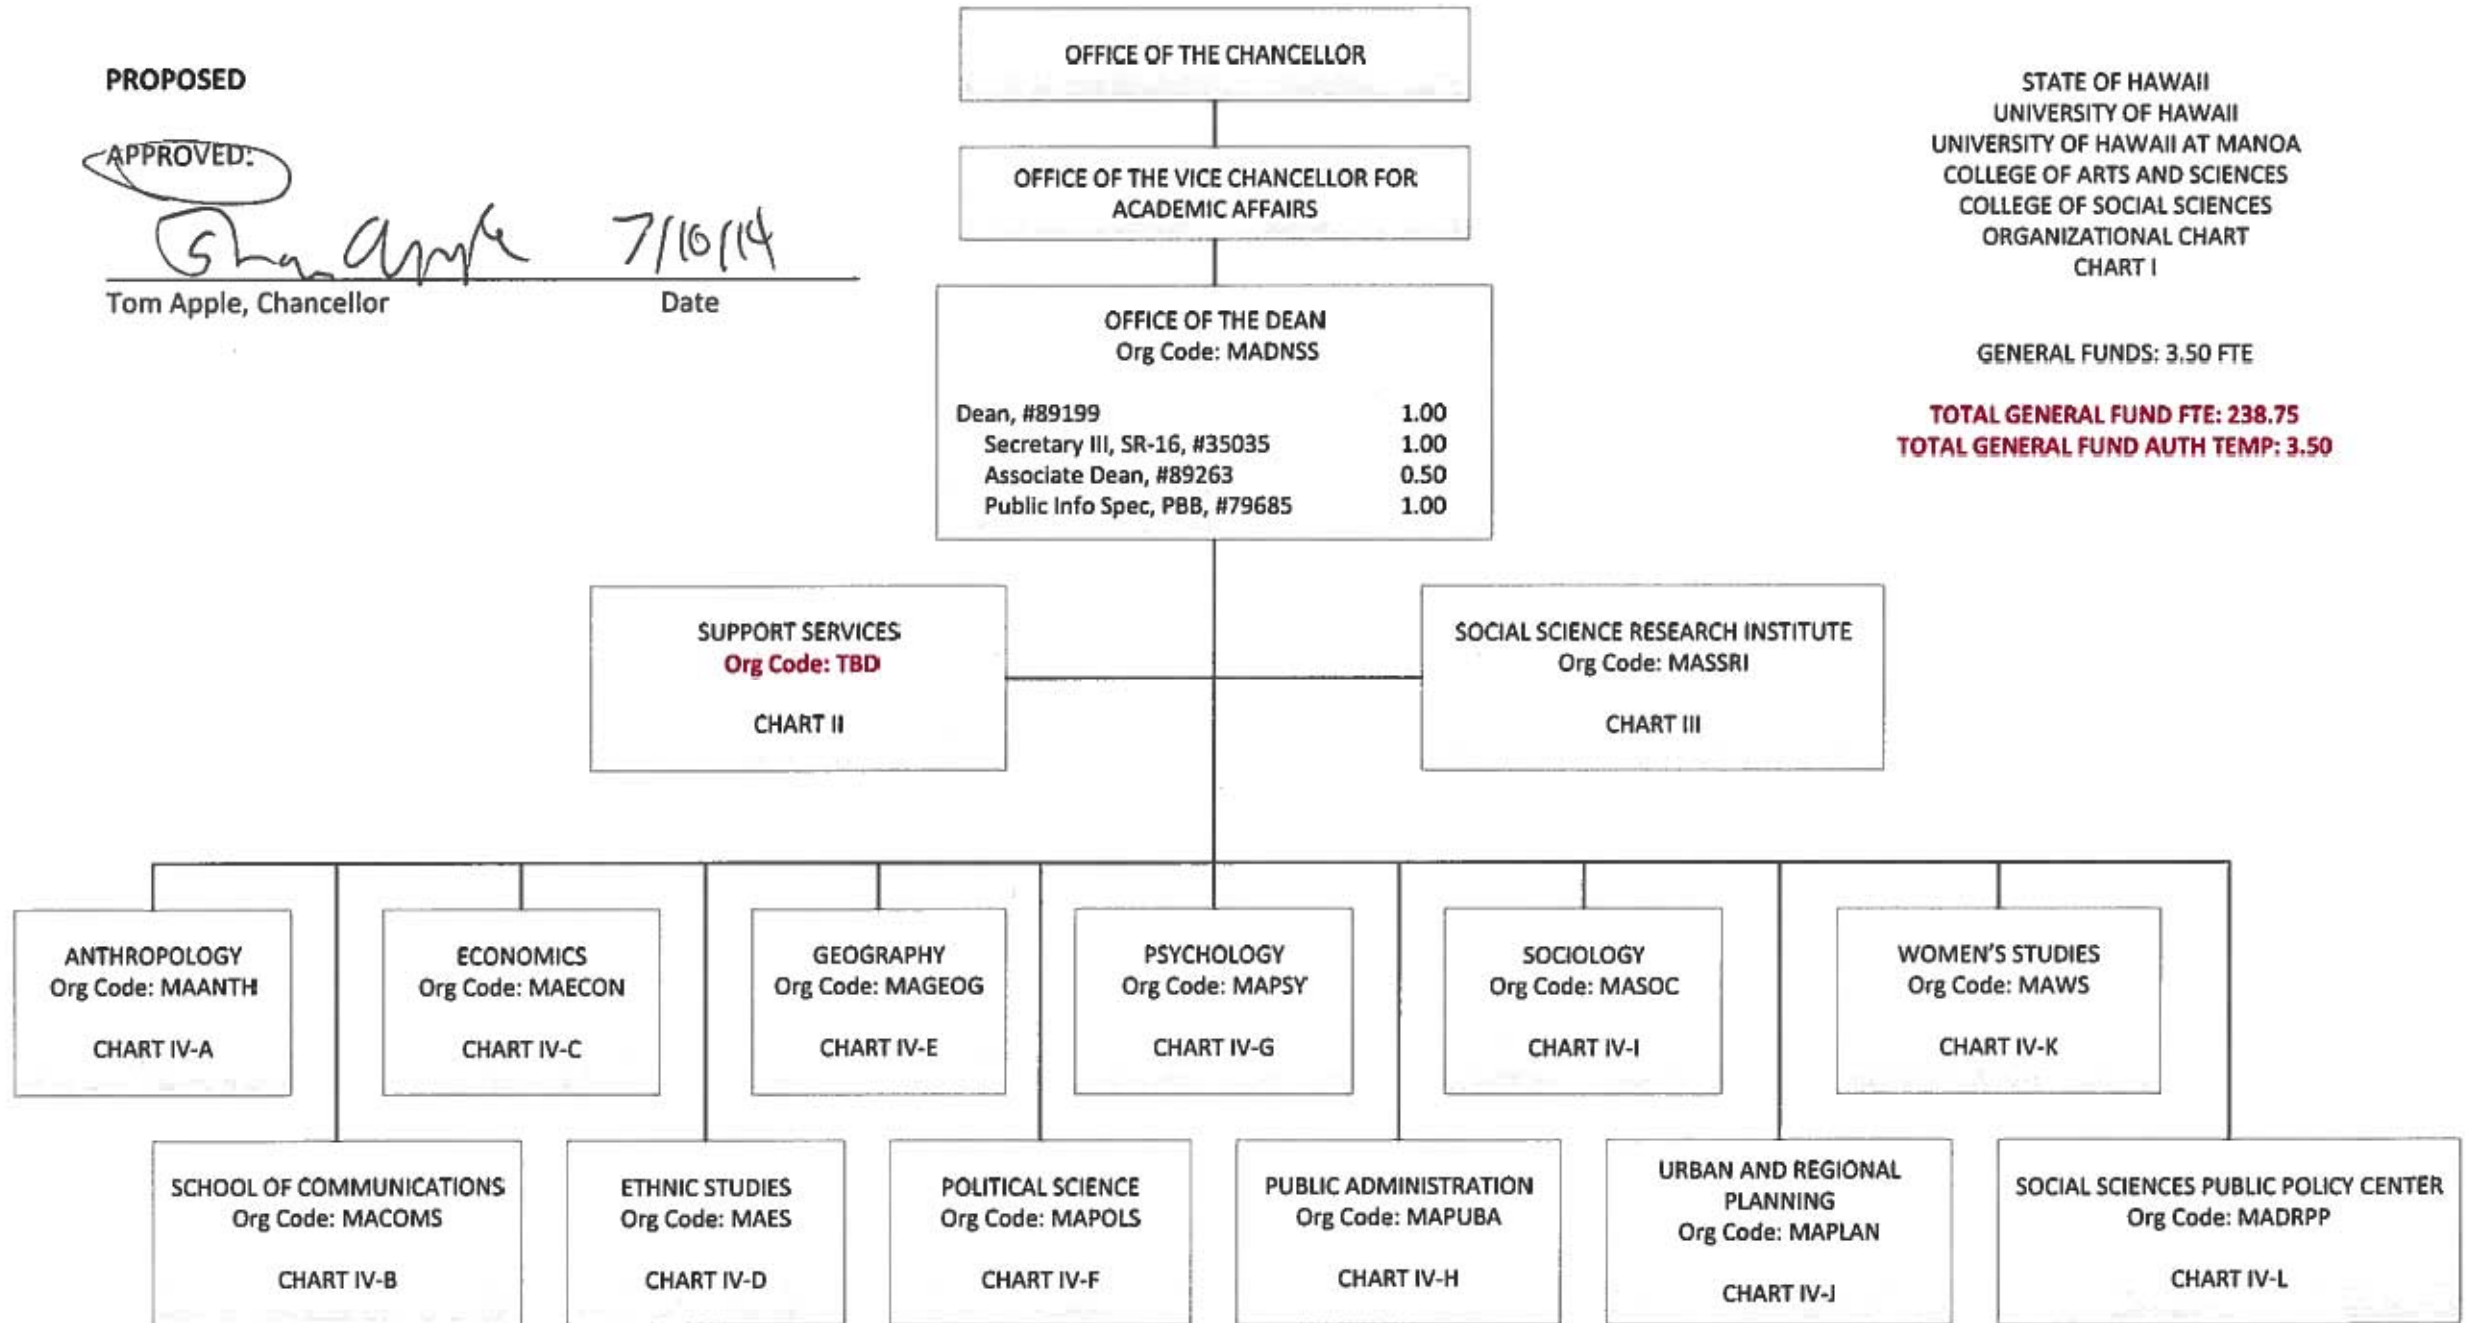 PROPOSED
APPROVED:
7/10/14
Tom Apple, Chancellor Date
OFFICE OF THE CHANCELLOR
OFFICE OF THE VICE CHANCELLOR FOR
ACADEMIC AFFAIRS
STATE OF HAWAII
UNIVERSITY OF HAWAII
UNIVERSITY OF HAWAII AT MANOA
COLLEGE OF ARTS AND SCIENCES
COLLEGE OF SOCIAL SCIENCES
ORGANIZATIONAL CHART
CHART I
GENERAL FUNDS: 3.50 FTE
TOTAL GENERAL FUND FTE: 238.75
TOTAL GENERAL FUND AUTH TEMP: 3.50
OFFICE OF THE DEAN
Org Code: MADNSS
Dean, #89199 1.00
Secretary III, SR-16, #35035 1.00
Associate Dean, #89263 0.50
Public Info Spec, PBB, #79685 1.00
SUPPORT SERVICES
Org Code: TBD
CHART II
SOCIAL SCIENCE RESEARCH INSTITUTE
Org Code: MASSRI
CHART III
ANTHROPOLOGY
Org Code: MAANTH
CHART IV-A
ECONOMICS
Org Code: MAECON
CHART IV-C
GEOGRAPHY
Org Code: MAGEOG
CHART IV-E
PSYCHOLOGY
Org Code: MAPSY
CHART IV-G
SOCIOLOGY
Org Code: MASOC
CHART IV-I
WOMEN'S STUDIES
Org Code: MAWS
CHART IV-K
SCHOOL OF COMMUNICATIONS
Org Code: MACOMS
CHART IV-B
ETHNIC STUDIES
Org Code: MAES
CHART IV-D
POLITICAL SCIENCE
Org Code: MAPOLS
CHART IV-F
PUBLIC ADMINISTRATION
Org Code: MAPUBA
CHART IV-H
URBAN AND REGIONAL
PLANNING
Org Code: MAPLAN
CHART IV-J
SOCIAL SCIENCES PUBLIC POLICY CENTER
Org Code: MADRPP
CHART IV-L